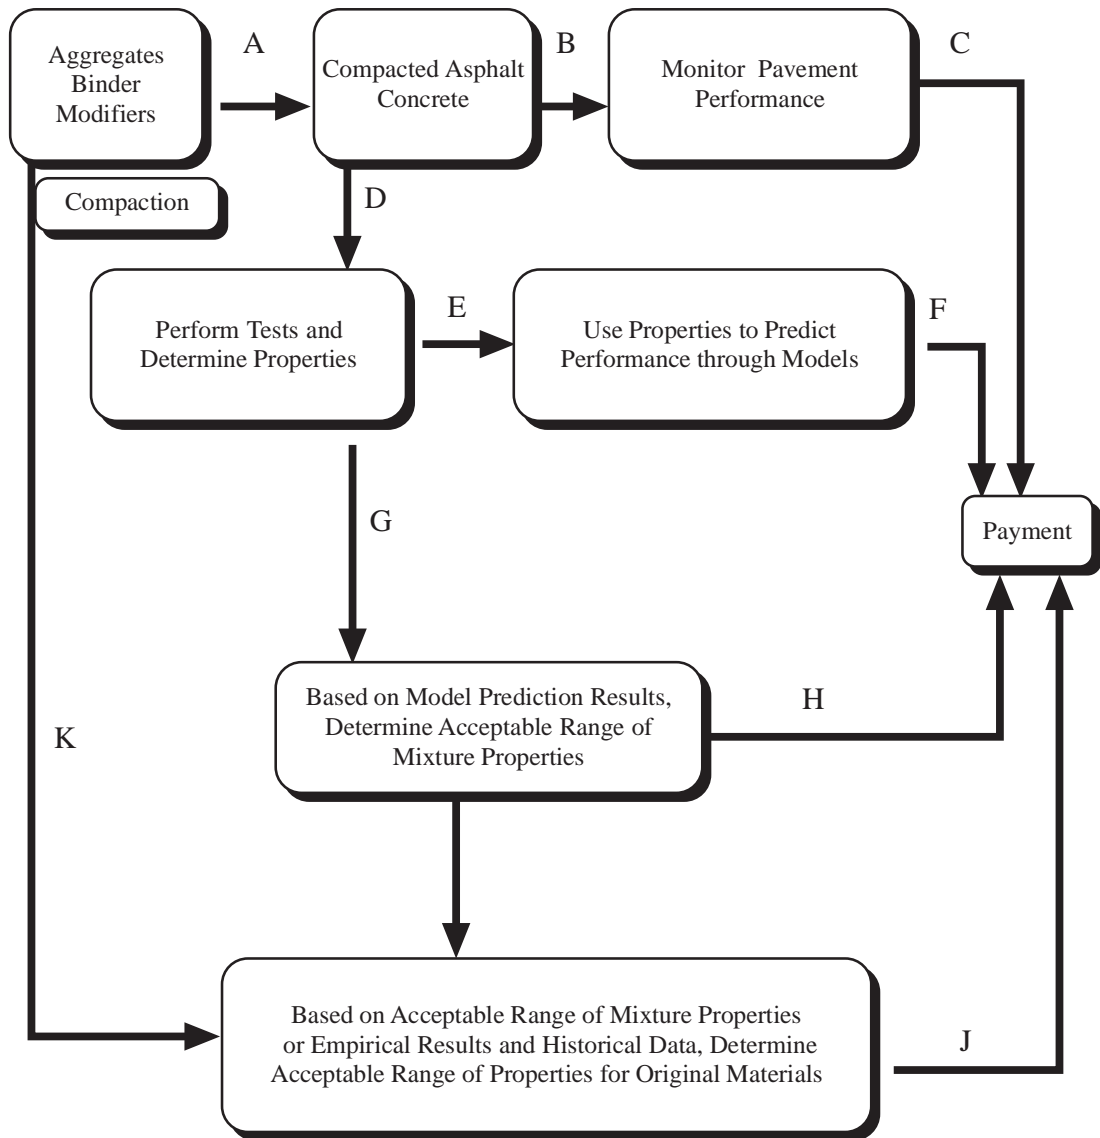 A
B
C
Aggregates
Binder
Modifiers
Compacted Asphalt
Concrete
Monitor Pavement
Performance
Compaction
D
Perform Tests and
Determine Properties
E
Use Properties to Predict
Performance through Models
F
G
Payment
Based on Model Prediction Results,
Determine Acceptable Range of
Mixture Properties
H
K
Based on Acceptable Range of Mixture Properties
or Empirical Results and Historical Data, Determine
Acceptable Range of Properties for Original Materials
J